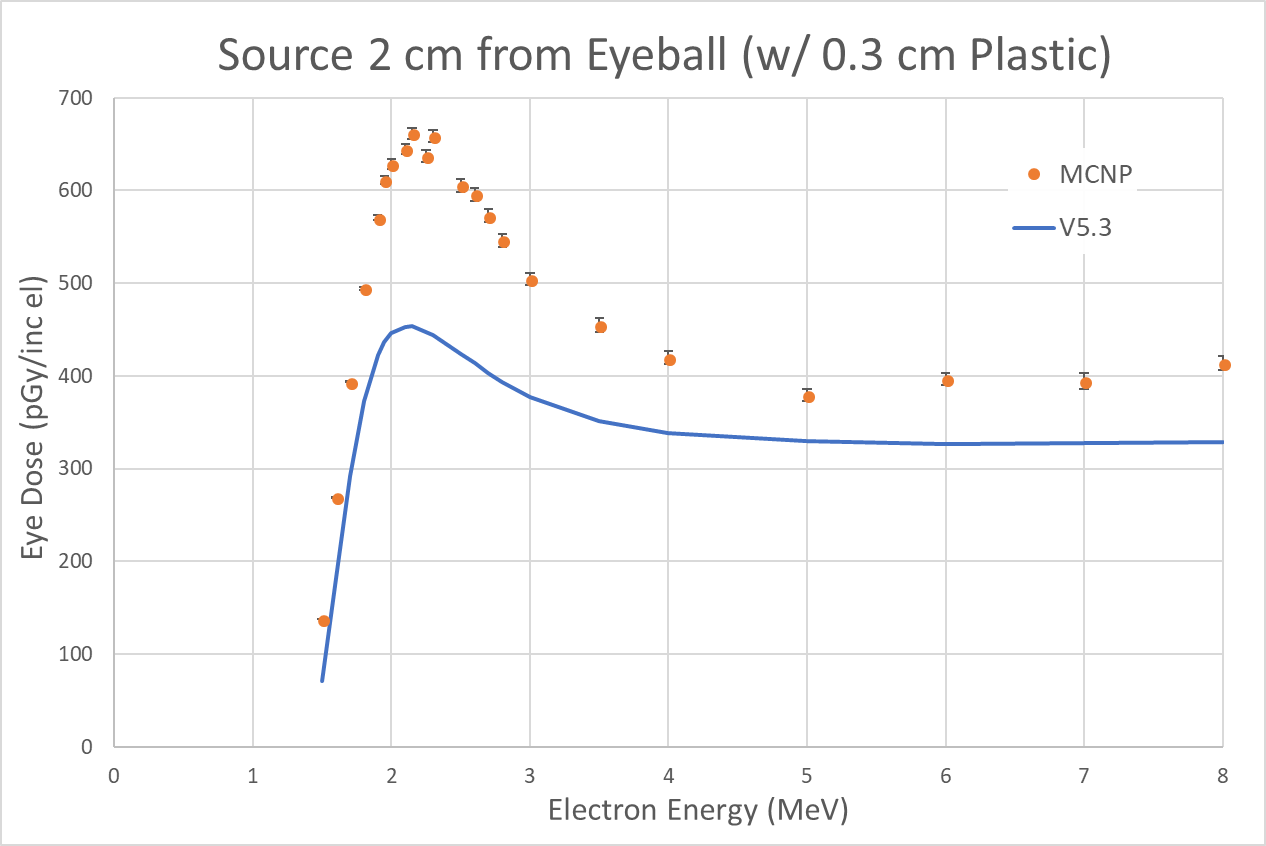 Source 2 cm from Eyeball (w/ 0.3 cm Plastic)
700
600
500
400
300
200
100
0
Eye Dose (pGy/inc el)
MCNP
V5.3
0 1 2 3 4 5 6 7 8
Electron Energy (MeV)